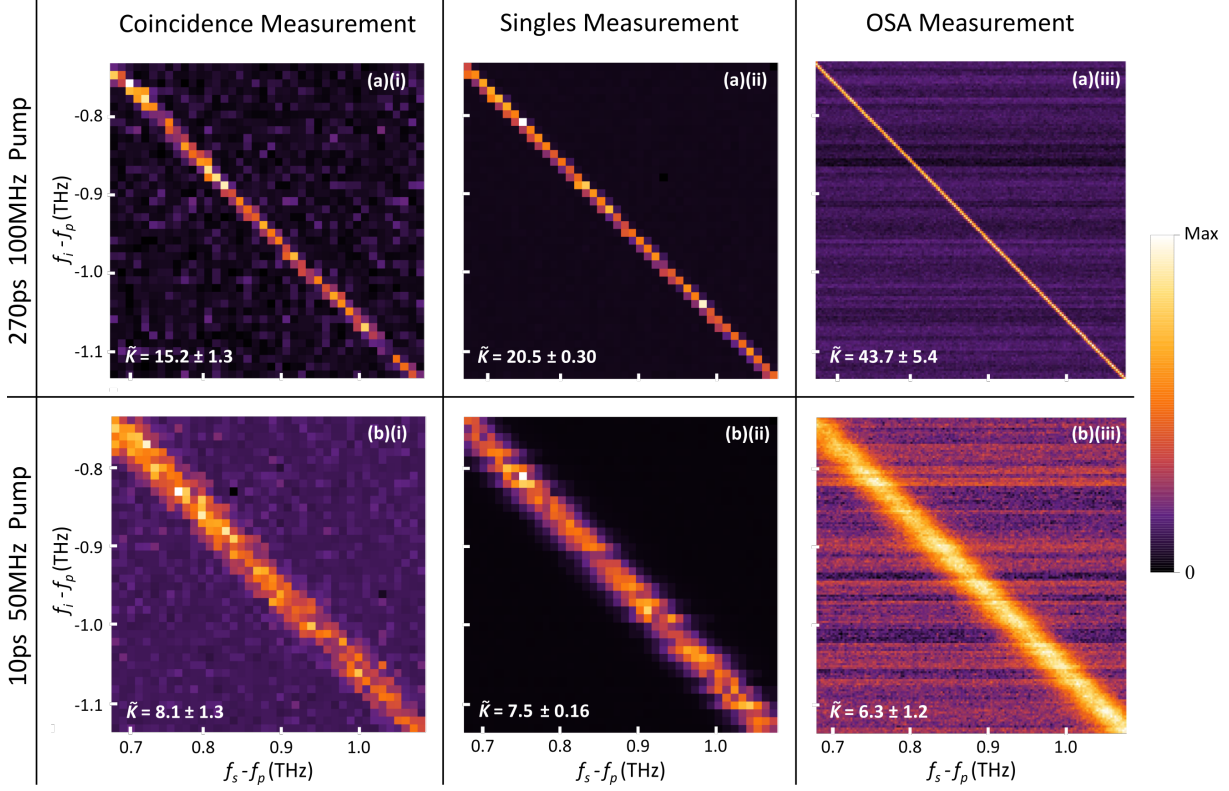 Coincidence Measurement
Singles Measurement
OSA Measurement
270ps 100MHz Pump
(a)(i)
(a)(ii)
(a)(iii)
-0.8
-0.9
-1.0
-1.1
f_i - f_p (THz)
K̃ = 15.2 ± 1.3
K̃ = 20.5 ± 0.30
K̃ = 43.7 ± 5.4
Max
0
10ps 50MHz Pump
(b)(i)
(b)(ii)
(b)(iii)
-0.8
-0.9
-1.0
-1.1
f_i - f_p (THz)
K̃ = 8.1 ± 1.3
K̃ = 7.5 ± 0.16
K̃ = 6.3 ± 1.2
0.7 0.8 0.9 1.0
0.7 0.8 0.9 1.0
0.7 0.8 0.9 1.0
f_s - f_p (THz)
f_s - f_p (THz)
f_s - f_p (THz)